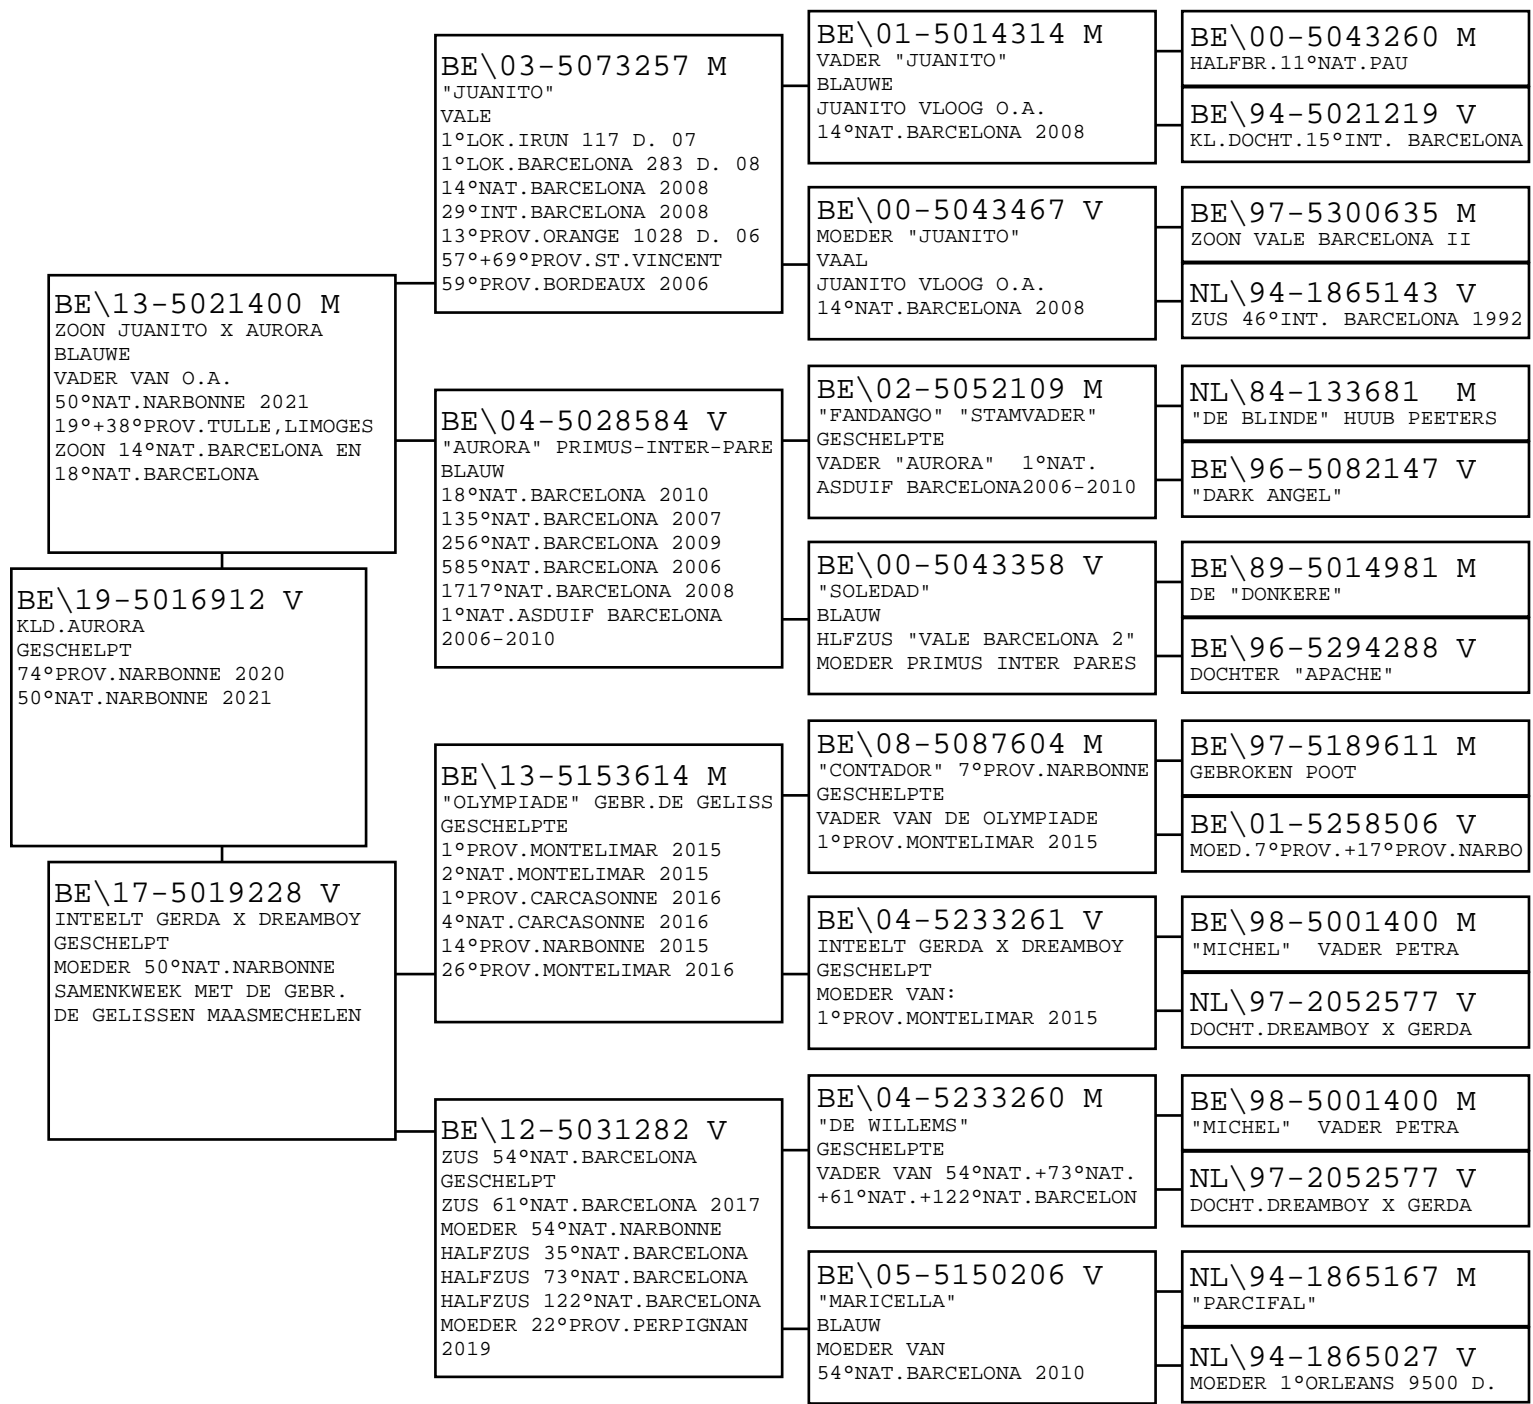 BE\19-5016912 V
KLD.AURORA
GESCHELPT
74°PROV.NARBONNE 2020
50°NAT.NARBONNE 2021
BE\13-5021400 M
ZOON JUANITO X AURORA
BLAUWE
VADER VAN O.A.
50°NAT.NARBONNE 2021
19°+38°PROV.TULLE,LIMOGES
ZOON 14°NAT.BARCELONA EN
18°NAT.BARCELONA
BE\17-5019228 V
INTEELT GERDA X DREAMBOY
GESCHELPT
MOEDER 50°NAT.NARBONNE
SAMENKWEEK MET DE GEBR.
DE GELISSEN MAASMECHELEN
BE\03-5073257 M
"JUANITO"
VALE
1°LOK.IRUN 117 D. 07
1°LOK.BARCELONA 283 D. 08
14°NAT.BARCELONA 2008
29°INT.BARCELONA 2008
13°PROV.ORANGE 1028 D. 06
57°+69°PROV.ST.VINCENT
59°PROV.BORDEAUX 2006
BE\04-5028584 V
"AURORA" PRIMUS-INTER-PARE
BLAUW
18°NAT.BARCELONA 2010
135°NAT.BARCELONA 2007
256°NAT.BARCELONA 2009
585°NAT.BARCELONA 2006
1717°NAT.BARCELONA 2008
1°NAT.ASDUIF BARCELONA
2006-2010
BE\13-5153614 M
"OLYMPIADE" GEBR.DE GELISS
GESCHELPTE
1°PROV.MONTELIMAR 2015
2°NAT.MONTELIMAR 2015
1°PROV.CARCASONNE 2016
4°NAT.CARCASONNE 2016
14°PROV.NARBONNE 2015
26°PROV.MONTELIMAR 2016
BE\12-5031282 V
ZUS 54°NAT.BARCELONA
GESCHELPT
ZUS 61°NAT.BARCELONA 2017
MOEDER 54°NAT.NARBONNE
HALFZUS 35°NAT.BARCELONA
HALFZUS 73°NAT.BARCELONA
HALFZUS 122°NAT.BARCELONA
MOEDER 22°PROV.PERPIGNAN
2019
BE\01-5014314 M
VADER "JUANITO"
BLAUWE
JUANITO VLOOG O.A.
14°NAT.BARCELONA 2008
BE\00-5043467 V
MOEDER "JUANITO"
VAAL
JUANITO VLOOG O.A.
14°NAT.BARCELONA 2008
BE\02-5052109 M
"FANDANGO" "STAMVADER"
GESCHELPTE
VADER "AURORA" 1°NAT.
ASDUIF BARCELONA2006-2010
BE\00-5043358 V
"SOLEDAD"
BLAUW
HLFZUS "VALE BARCELONA 2"
MOEDER PRIMUS INTER PARES
BE\08-5087604 M
"CONTADOR" 7°PROV.NARBONNE
GESCHELPTE
VADER VAN DE OLYMPIADE
1°PROV.MONTELIMAR 2015
BE\04-5233261 V
INTEELT GERDA X DREAMBOY
GESCHELPT
MOEDER VAN:
1°PROV.MONTELIMAR 2015
BE\04-5233260 M
"DE WILLEMS"
GESCHELPTE
VADER VAN 54°NAT.+73°NAT.
+61°NAT.+122°NAT.BARCELON
BE\05-5150206 V
"MARICELLA"
BLAUW
MOEDER VAN
54°NAT.BARCELONA 2010
BE\00-5043260 M
HALFBR.11°NAT.PAU
BE\94-5021219 V
KL.DOCHT.15°INT. BARCELONA
BE\97-5300635 M
ZOON VALE BARCELONA II
NL\94-1865143 V
ZUS 46°INT. BARCELONA 1992
NL\84-133681 M
"DE BLINDE" HUUB PEETERS
BE\96-5082147 V
"DARK ANGEL"
BE\89-5014981 M
DE "DONKERE"
BE\96-5294288 V
DOCHTER "APACHE"
BE\97-5189611 M
GEBROKEN POOT
BE\01-5258506 V
MOED.7°PROV.+17°PROV.NARBO
BE\98-5001400 M
"MICHEL" VADER PETRA
NL\97-2052577 V
DOCHT.DREAMBOY X GERDA
BE\98-5001400 M
"MICHEL" VADER PETRA
NL\97-2052577 V
DOCHT.DREAMBOY X GERDA
NL\94-1865167 M
"PARCIFAL"
NL\94-1865027 V
MOEDER 1°ORLEANS 9500 D.